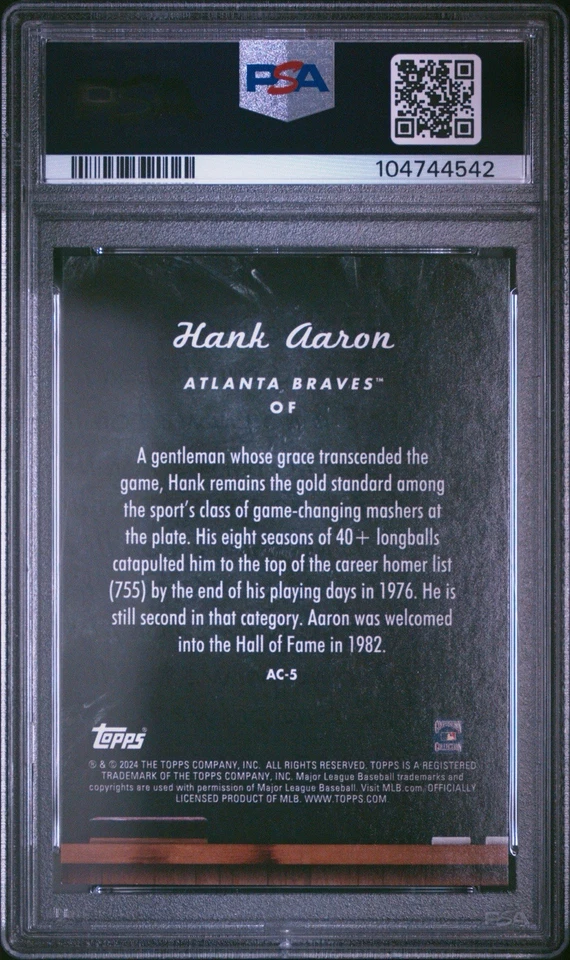 PSA
104744542
Hank Aaron
ATLANTA BRAVES™
OF
A gentleman whose grace transcended the
game, Hank remains the gold standard among
the sport's class of game-changing mashers at
the plate. His eight seasons of 40+ longballs
catapulted him to the top of the career homer list
(755) by the end of his playing days in 1976. He is
still second in that category. Aaron was welcomed
into the Hall of Fame in 1982.
AC-5
Topps®
® & © 2024 THE TOPPS COMPANY, INC. ALL RIGHTS RESERVED. TOPPS IS A REGISTERED
TRADEMARK OF THE TOPPS COMPANY, INC. Major League Baseball trademarks and
copyrights are used with permission of Major League Baseball. Visit MLB.com. OFFICIALLY
LICENSED PRODUCT OF MLB. WWW.TOPPS.COM
PSA